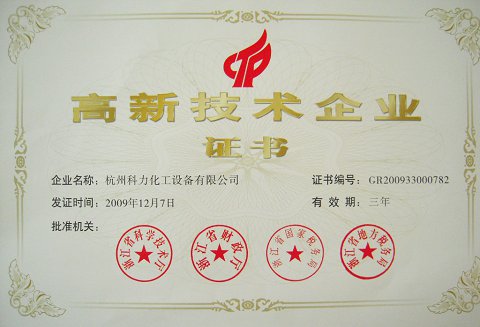 高新技术企业
证书
企业名称：杭州科力化工设备有限公司 证书编号：GR200933000782
发证时间：2009年12月7日 有效期：三年
批准机关：
浙江省科学技术厅 浙江省财政厅 浙江省国家税务局 浙江省地方税务局